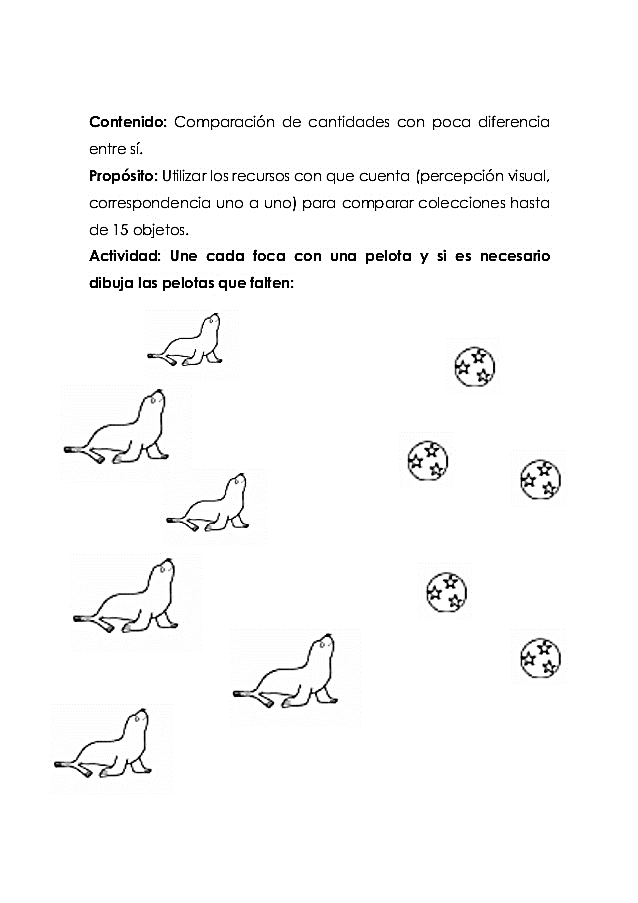 Contenido: Comparación de cantidades con poca diferencia
entre sí.
Propósito: Utilizar los recursos con que cuenta (percepción visual,
correspondencia uno a uno) para comparar colecciones hasta
de 15 objetos.
Actividad: Une cada foca con una pelota y si es necesario
dibuja las pelotas que falten: